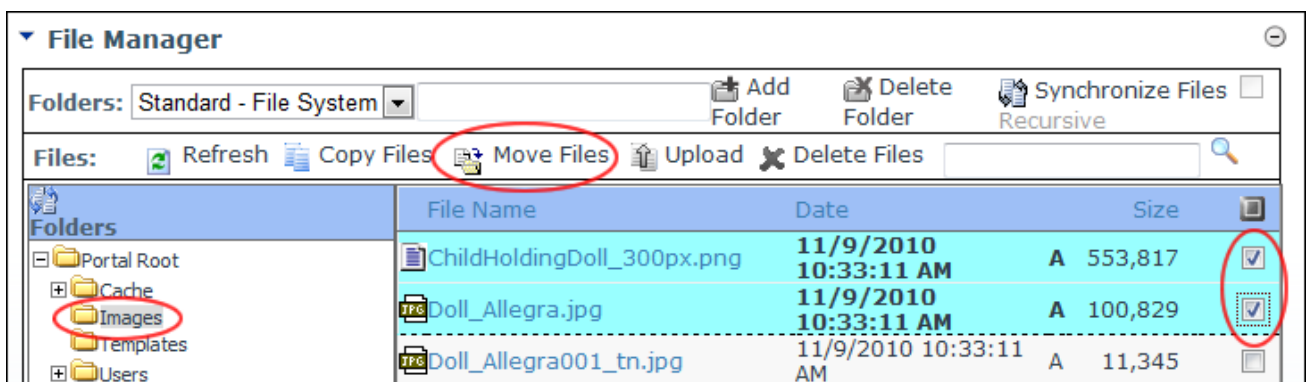 File Manager
Folders: Standard - File System Add Folder Delete Folder Synchronize Files Recursive
Files: Refresh Copy Files Move Files Upload Delete Files
Folders File Name Date Size
Portal Root
Cache
Images
Templates
Users
ChildHoldingDoll_300px.png 11/9/2010 10:33:11 AM A 553,817
JPG Doll_Allegra.jpg 11/9/2010 10:33:11 AM A 100,829
JPG Doll_Allegra001_tn.jpg 11/9/2010 10:33:11 AM A 11,345